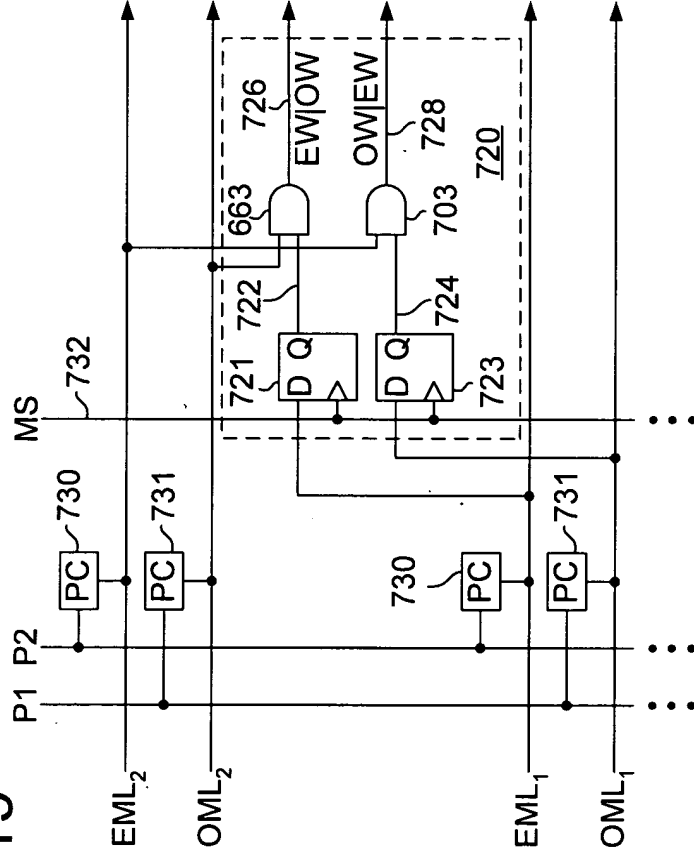 MS
732
P1
P2
730
PC
731
PC
EML2
OML2
721
D Q
722
663
726
EW|OW
OW|EW
728
703
724
D Q
723
720
730
PC
731
PC
EML1
OML1